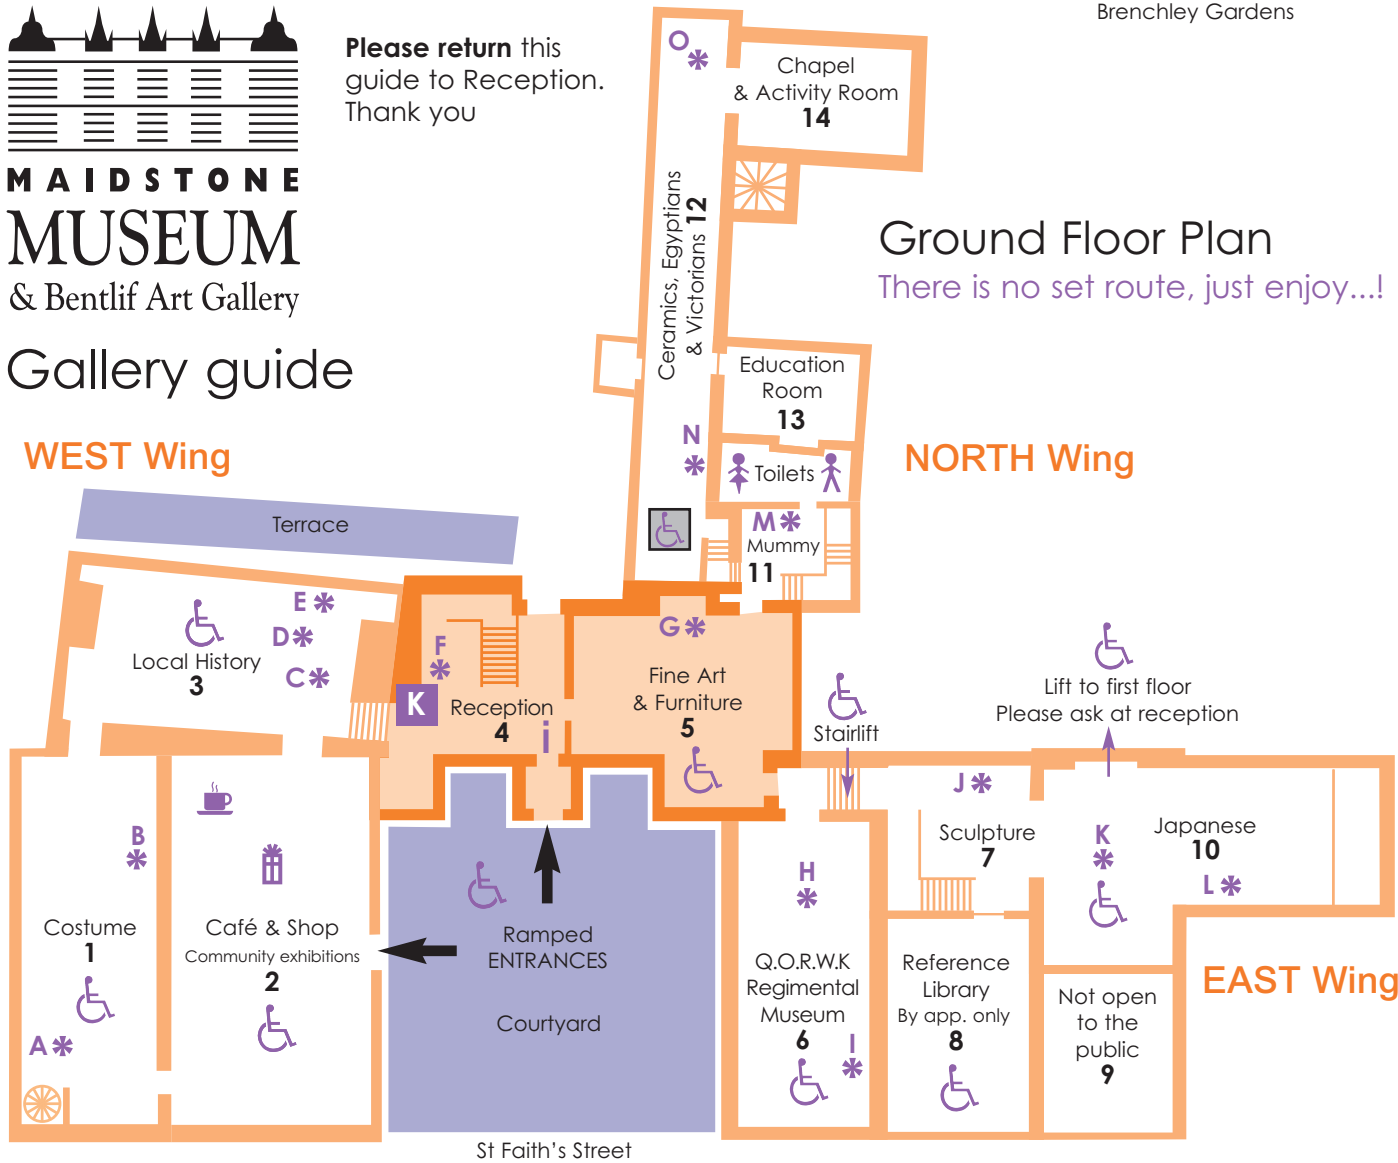 MAIDSTONE
MUSEUM
& Bentlif Art Gallery
Gallery guide
Please return this
guide to Reception.
Thank you
Brenchley Gardens
Ground Floor Plan
There is no set route, just enjoy...!
WEST Wing
NORTH Wing
EAST Wing
O
Chapel
& Activity Room
14
Ceramics, Egyptians
& Victorians 12
Education
Room
13
N
Toilets
M
Mummy
11
Terrace
E
D
C
Local History
3
F
K
Reception
4
i
G
Fine Art
& Furniture
5
Stairlift
Lift to first floor
Please ask at reception
J
Sculpture
7
K
Japanese
10
L
B
Costume
1
A
Café & Shop
Community exhibitions
2
Ramped
ENTRANCES
Courtyard
H
Q.O.R.W.K
Regimental
Museum
6
I
Reference
Library
By app. only
8
Not open
to the
public
9
St Faith's Street